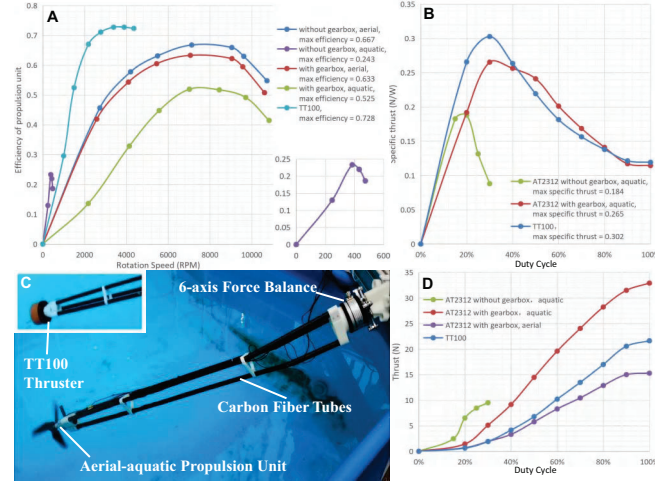 A
Efficiency of propulsion unit
0.8
0.7
0.6
0.5
0.4
0.3
0.2
0.1
0
0
2000
4000
6000
8000
10000
Rotation Speed (RPM)
without gearbox, aerial,
max efficiency = 0.667
without gearbox, aquatic,
max efficiency = 0.243
with gearbox, aerial,
max efficiency = 0.633
with gearbox, aquatic,
max efficiency = 0.525
TT100,
max efficiency = 0.728
0.25
0.2
0.15
0.1
0.05
0
0
200
400
600
B
specific thrust (N/W)
0.35
0.3
0.25
0.2
0.15
0.1
0.05
0
0%
20%
40%
60%
80%
100%
Duty Cycle
AT2312 without gearbox, aquatic,
max specific thrust = 0.184
AT2312 with gearbox, aquatic,
max specific thrust = 0.265
TT100,
max specific thrust = 0.302
C
TT100
Thruster
6-axis Force Balance
Carbon Fiber Tubes
Aerial-aquatic Propulsion Unit
D
Thrust (N)
35
30
25
20
15
10
5
0
0%
20%
40%
60%
80%
100%
Duty Cycle
AT2312 without gearbox, aquatic
AT2312 with gearbox, aquatic
AT2312 with gearbox, aerial
TT100